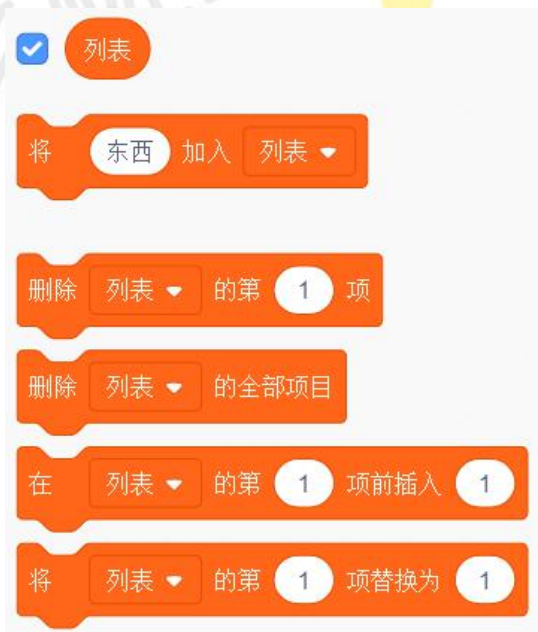 列表
将 东西 加入 列表
删除 列表 的第 1 项
删除 列表 的全部项目
在 列表 的第 1 项前插入 1
将 列表 的第 1 项替换为 1